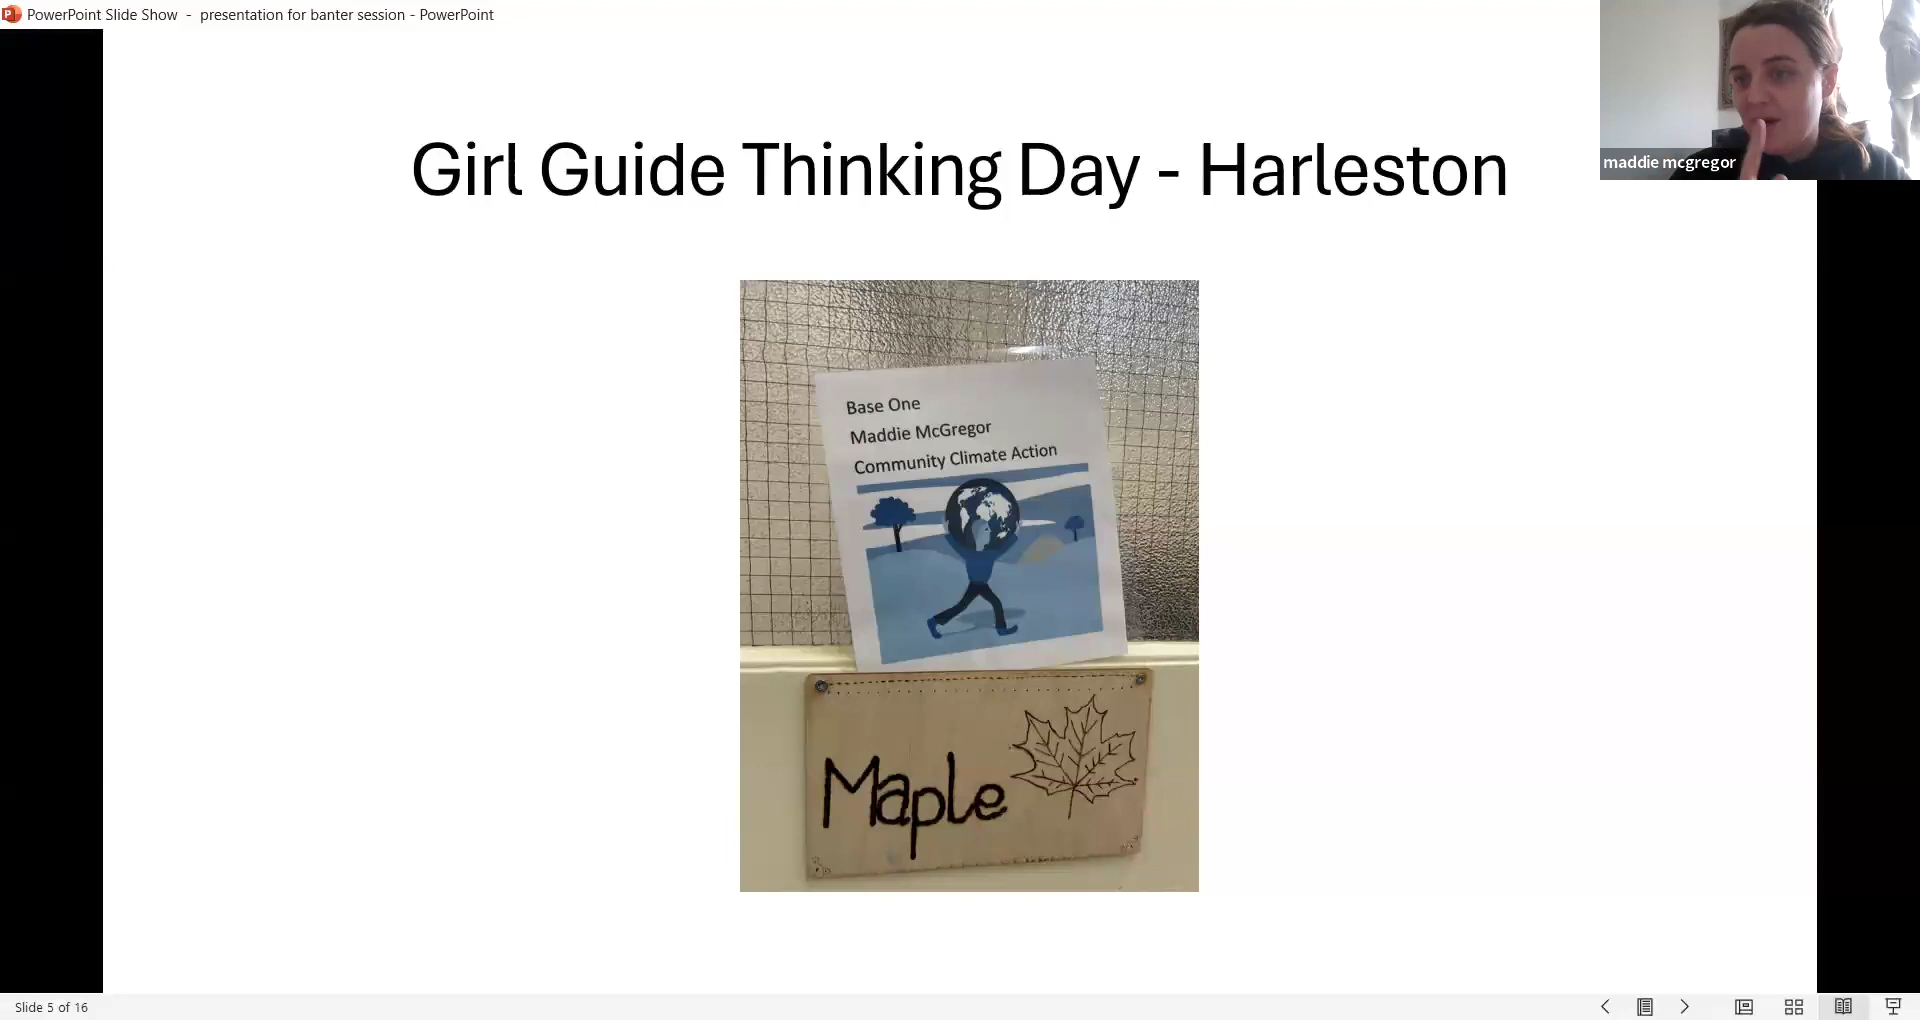 PowerPoint Slide Show - presentation for banter session - PowerPoint
maddie mcgregor
Girl Guide Thinking Day - Harleston
Base One
Maddie McGregor
Community Climate Action
Maple
Slide 5 of 16